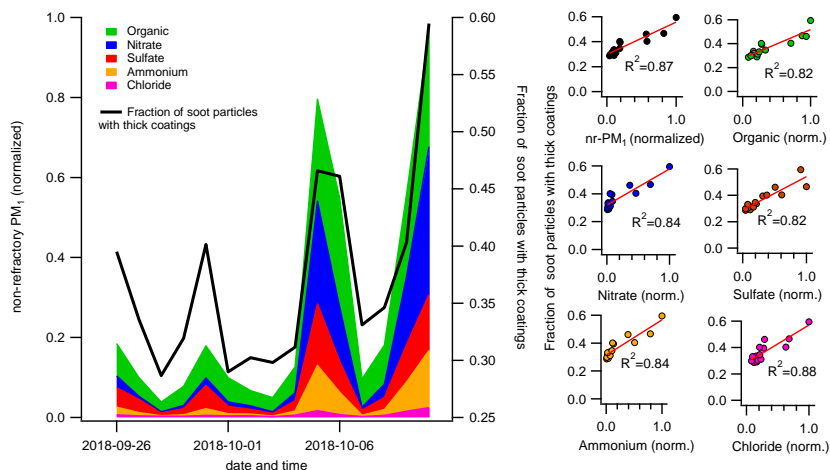 1.0
0.8
0.6
0.4
0.2
0.0
non-refractory PM1 (normalized)
Organic
Nitrate
Sulfate
Ammonium
Chloride
Fraction of soot particles
with thick coatings
0.60
0.55
0.50
0.45
0.40
0.35
0.30
0.25
Fraction of soot particles with thick coatings
2018-09-26
2018-10-01
2018-10-06
date and time
Fraction of soot particles with thick coatings
0.6
0.4
0.2
0.0
R2=0.87
0.0
1.0
nr-PM1 (normalized)
0.6
0.4
0.2
0.0
R2=0.82
0.0
1.0
Organic (norm.)
0.6
0.4
0.2
0.0
R2=0.84
0.0
1.0
Nitrate (norm.)
0.6
0.4
0.2
0.0
R2=0.82
0.0
1.0
Sulfate (norm.)
0.6
0.4
0.2
0.0
R2=0.84
0.0
1.0
Ammonium (norm.)
0.6
0.4
0.2
0.0
R2=0.88
0.0
1.0
Chloride (norm.)